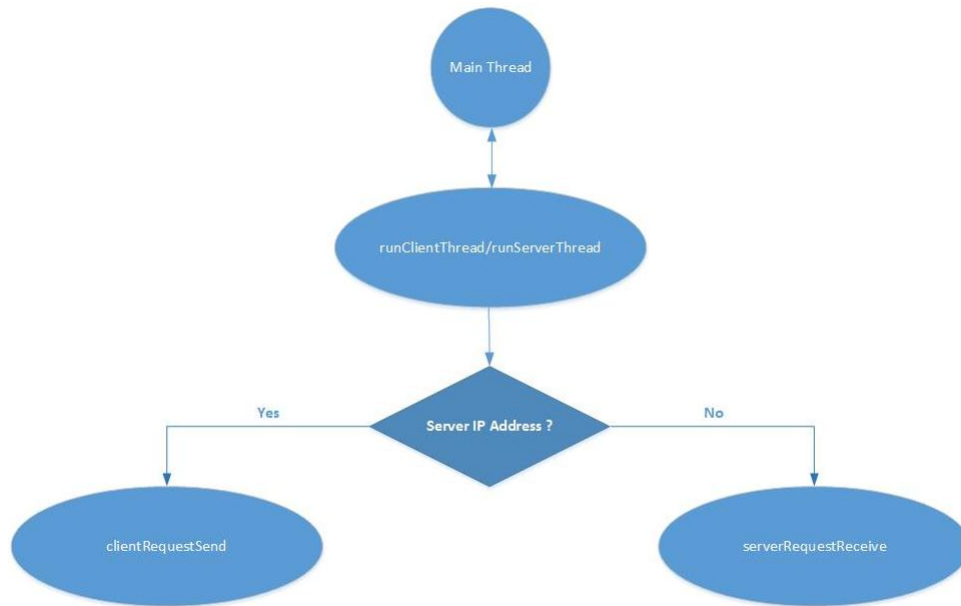 Main Thread
runClientThread/runServerThread
Server IP Address ?
Yes
No
clientRequestSend
serverRequestReceive